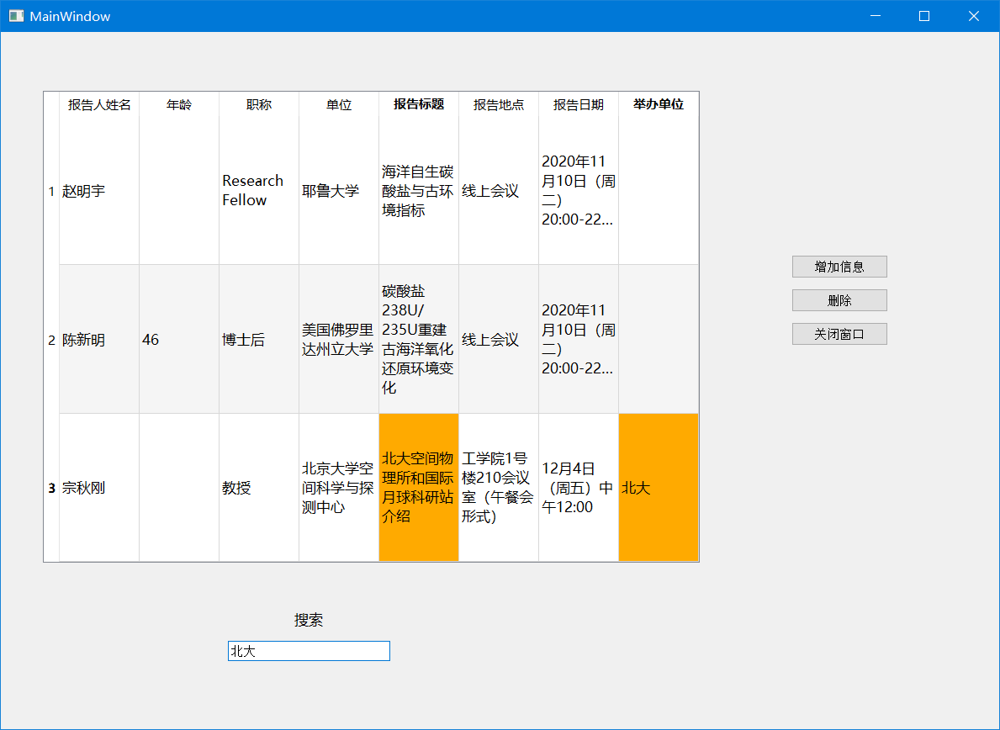 MainWindow
报告人姓名 年龄 职称 单位 报告标题 报告地点 报告日期 举办单位
1
赵明宇
Research
Fellow
耶鲁大学
海洋自生碳
酸盐与古环
境指标
线上会议
2020年11
月10日（周
二）
20:00-22...
2
陈新明
46
博士后
美国佛罗里
达州立大学
碳酸盐
238U/
235U重建
古海洋氧化
还原环境变
化
线上会议
2020年11
月10日（周
二）
20:00-22...
3
宗秋刚
教授
北京大学空
间科学与探
测中心
北大空间物
理所和国际
月球科研站
介绍
工学院1号
楼210会议
室（午餐会
形式）
12月4日
（周五）中
午12:00
北大
增加信息
删除
关闭窗口
搜索
北大